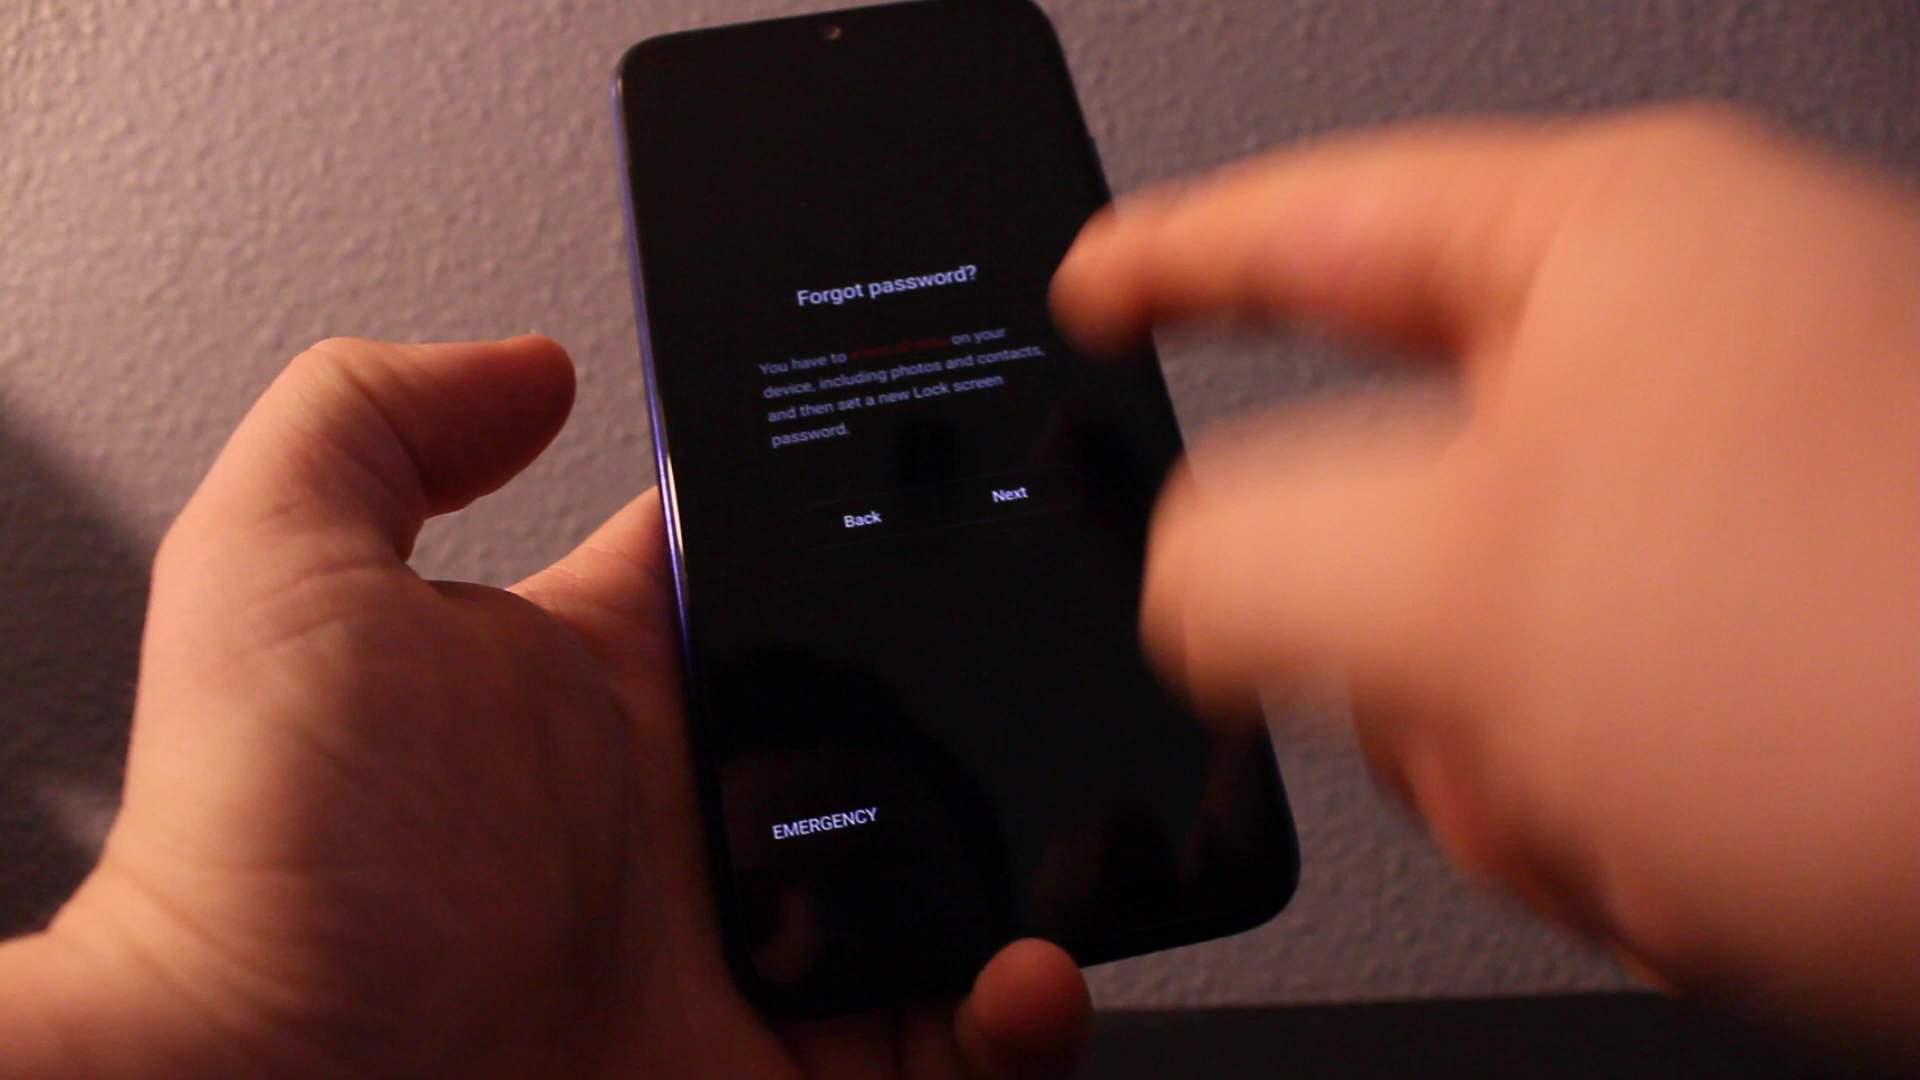 Forgot password?
You have to on your
device, including photos and contacts,
and then set a new Lock screen
password.
Back
Next
EMERGENCY